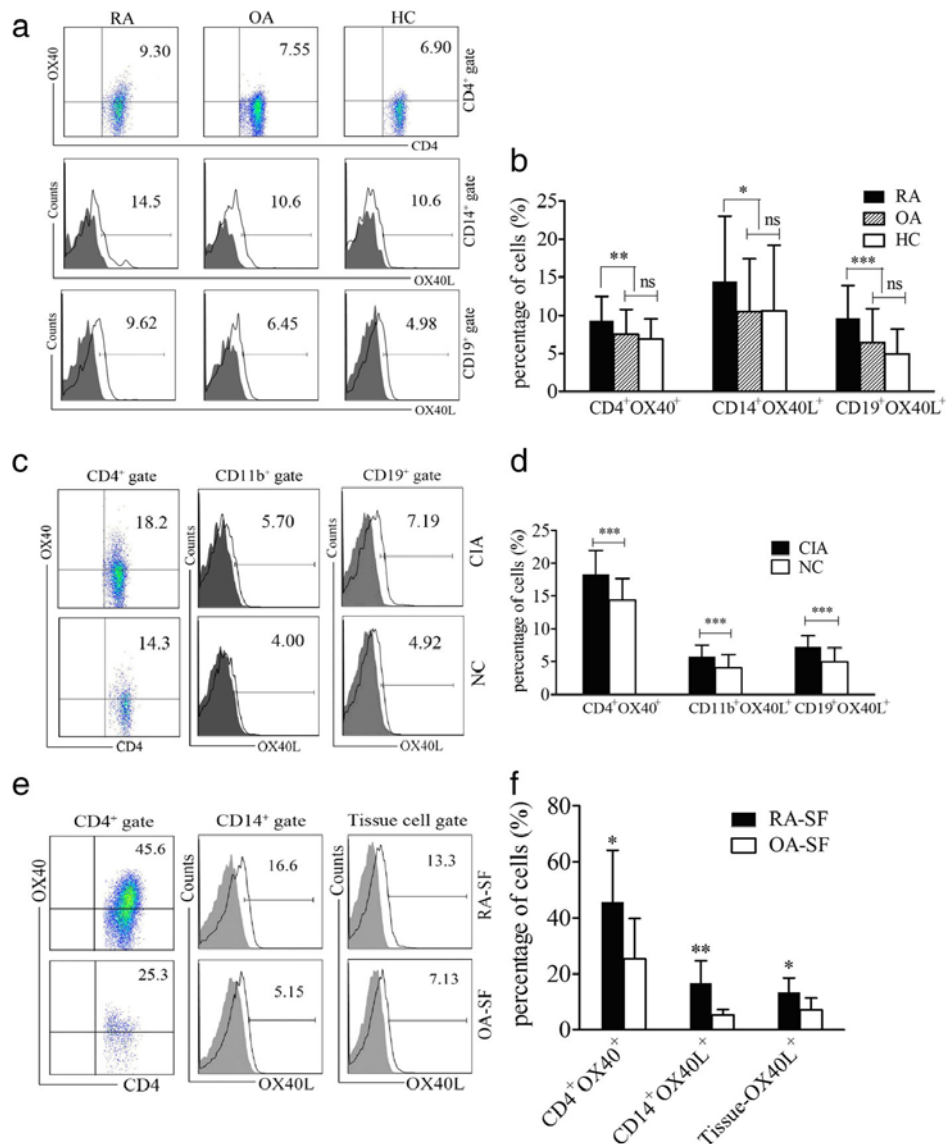 a
RA OA HC
OX40
9.30 7.55 6.90
CD4⁺ gate
CD4
Counts
14.5 10.6 10.6
CD14⁺ gate
OX40L
Counts
9.62 6.45 4.98
CD19⁺ gate
OX40L
b
percentage of cells (%)
25
20
15
10
5
0
RA
OA
HC
** ns
* ns
*** ns
CD4⁺OX40⁺ CD14⁺OX40L⁺ CD19⁺OX40L⁺
c
CD4⁺ gate CD11b⁺ gate CD19⁺ gate
OX40 Counts Counts
18.2 5.70 7.19
CIA
14.3 4.00 4.92
NC
CD4 OX40L OX40L
d
percentage of cells (%)
25
20
15
10
5
0
CIA
NC
*** *** ***
CD4⁺OX40⁺ CD11b⁺OX40L⁺ CD19⁺OX40L⁺
e
CD4⁺ gate CD14⁺ gate Tissue cell gate
OX40 Counts Counts
45.6 16.6 13.3
RA-SF
25.3 5.15 7.13
OA-SF
CD4 OX40L OX40L
f
percentage of cells (%)
80
60
40
20
0
RA-SF
OA-SF
* ** *
CD4⁺OX40⁺
CD14⁺OX40L⁺
Tissue-OX40L⁺